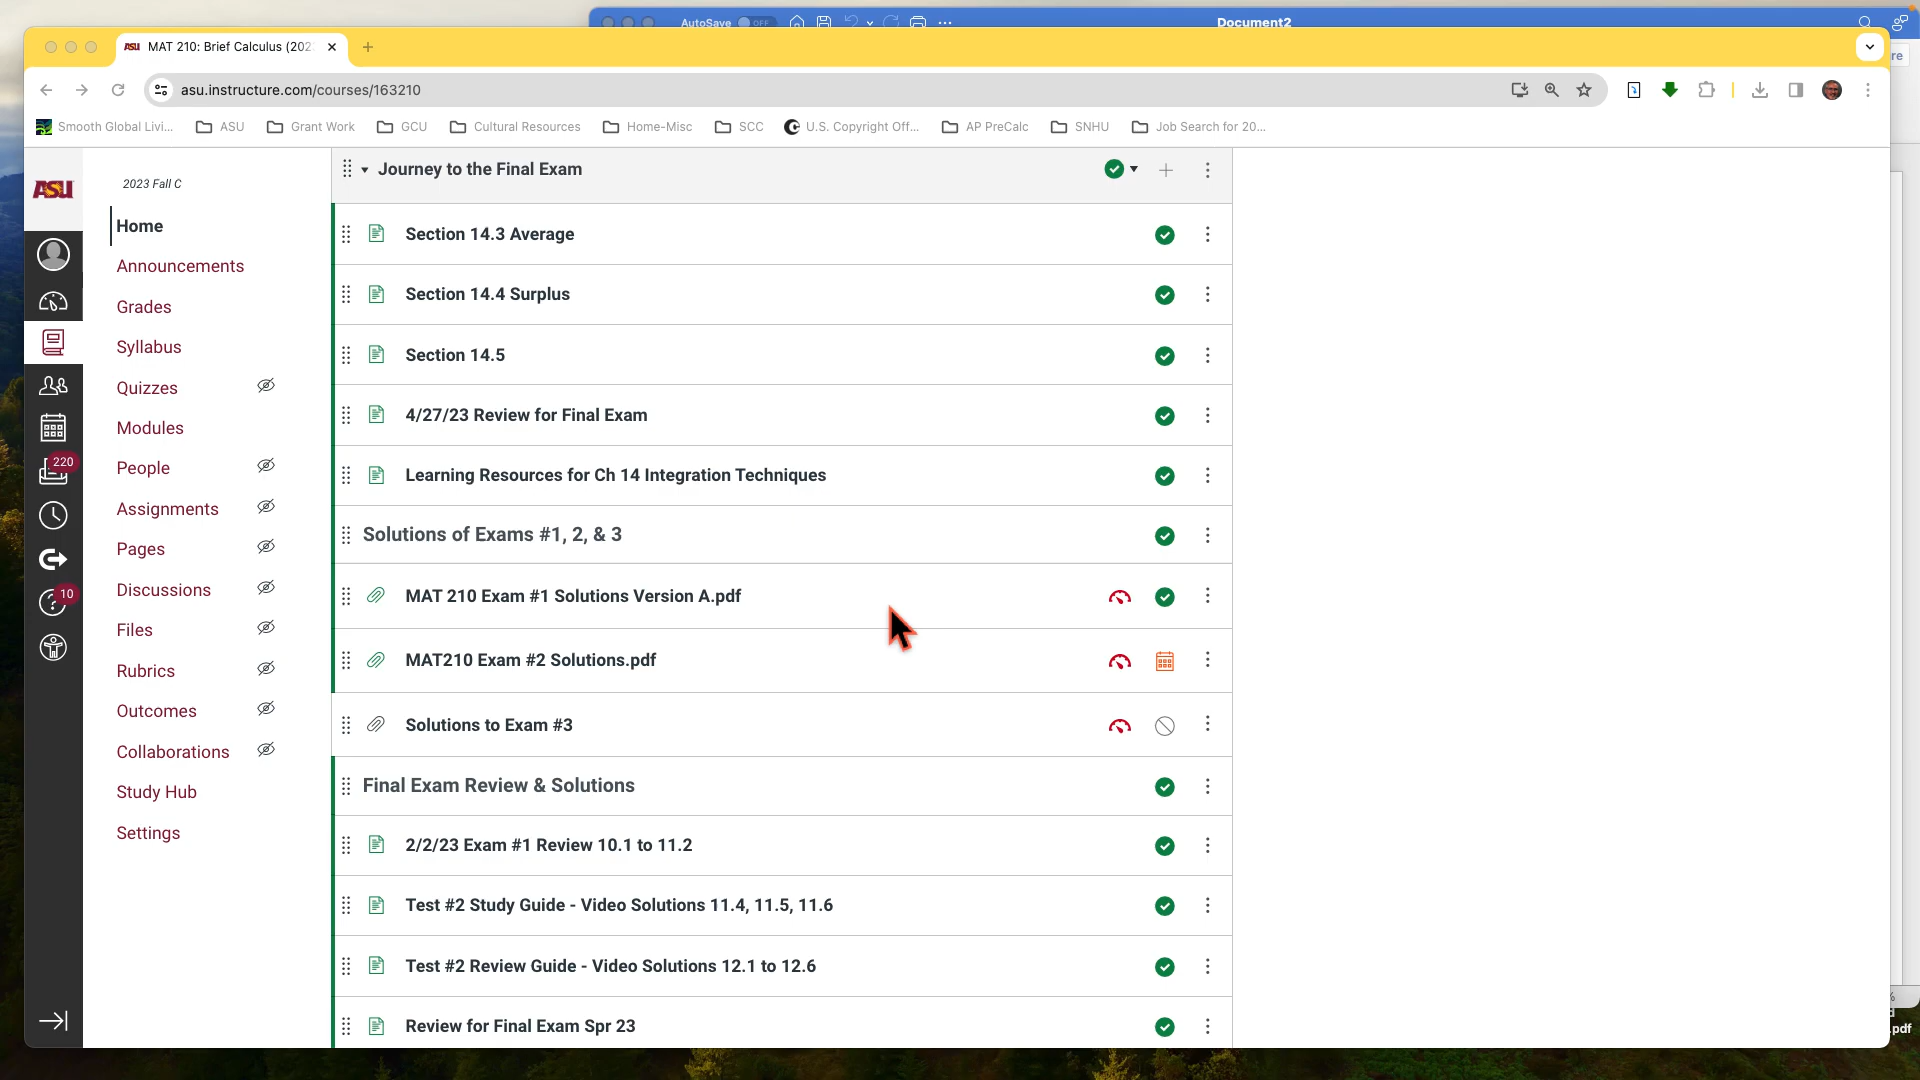 AutoSave OFF
Document2
ASU MAT 210: Brief Calculus (202
re
asu.instructure.com/courses/163210
Smooth Global Livi...
ASU
Grant Work
GCU
Cultural Resources
Home-Misc
SCC
U.S. Copyright Off...
AP PreCalc
SNHU
Job Search for 20...
ASU
2023 Fall C
Home
Announcements
Grades
Syllabus
Quizzes
Modules
People
Assignments
Pages
Discussions
Files
Rubrics
Outcomes
Collaborations
Study Hub
Settings
220
10
Journey to the Final Exam
Section 14.3 Average
Section 14.4 Surplus
Section 14.5
4/27/23 Review for Final Exam
Learning Resources for Ch 14 Integration Techniques
Solutions of Exams #1, 2, & 3
MAT 210 Exam #1 Solutions Version A.pdf
MAT210 Exam #2 Solutions.pdf
Solutions to Exam #3
Final Exam Review & Solutions
2/2/23 Exam #1 Review 10.1 to 11.2
Test #2 Study Guide - Video Solutions 11.4, 11.5, 11.6
Test #2 Review Guide - Video Solutions 12.1 to 12.6
Review for Final Exam Spr 23
%
d
.pdf